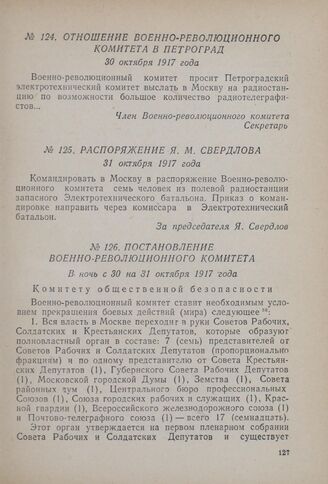 № 124. ОТНОШЕНИЕ ВОЕННО-РЕВОЛЮЦИОННОГО
КОМИТЕТА В ПЕТРОГРАД
30 октября 1917 года
Военно-революционный комитет просит Петроградский
электротехнический комитет выслать в Москву на радиостан-
цию по возможности большое количество радиотелеграфи-
стов...
Член Военно-революционного комитета
Секретарь
№ 125. РАСПОРЯЖЕНИЕ Я. М. СВЕРДЛОВА
31 октября 1917 года
Командировать в Москву в распоряжение Военно-револю-
ционного комитета семь человек из полевой радиостанции
запасного Электротехнического батальона. Приказ о коман-
дировке направить через комиссара в Электротехнический
батальон.
За председателя Я. Свердлов
№ 126. ПОСТАНОВЛЕНИЕ
ВОЕННО-РЕВОЛЮЦИОННОГО КОМИТЕТА
В ночь с 30 на 31 октября 1917 года
Комитету общественной безопасности
Военно-революционный комитет ставит необходимым усло-
вием прекращения боевых действий (мира) следующее
1. Вся власть в Москве переходит в руки Советов Рабочих,
Солдатских и Крестьянских Депутатов, которые образуют
полновластный орган в составе: 7 (семь) представителей от
Советов Рабочих и Солдатских Депутатов (пропорционально
фракциям) и по одному представителю от Совета Крестьян-
ских Депутатов (1), Губернского Совета Рабочих Депутатов
(1), Московской городской Думы (1), Земства (1), Совета
районных дум (1), Центрального бюро профессиональных
Союзов (1), Союза городских рабочих и служащих (1), Крас-
ной гвардии (1), Всероссийского железнодорожного союза (1)
и Почтово-телеграфного союза (1) — всего 17 (семнадцать).
Этот орган утверждается на первом пленарном собрании
Совета Рабочих и Солдатских Депутатов и существует
127